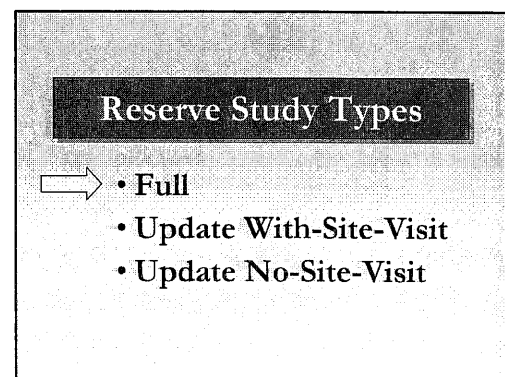 Reserve Study Types
• Full
• Update With-Site-Visit
• Update No-Site-Visit